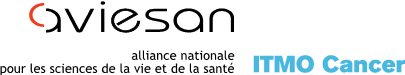 aviesan
alliance nationale
pour les sciences de la vie et de la santé
ITMO Cancer